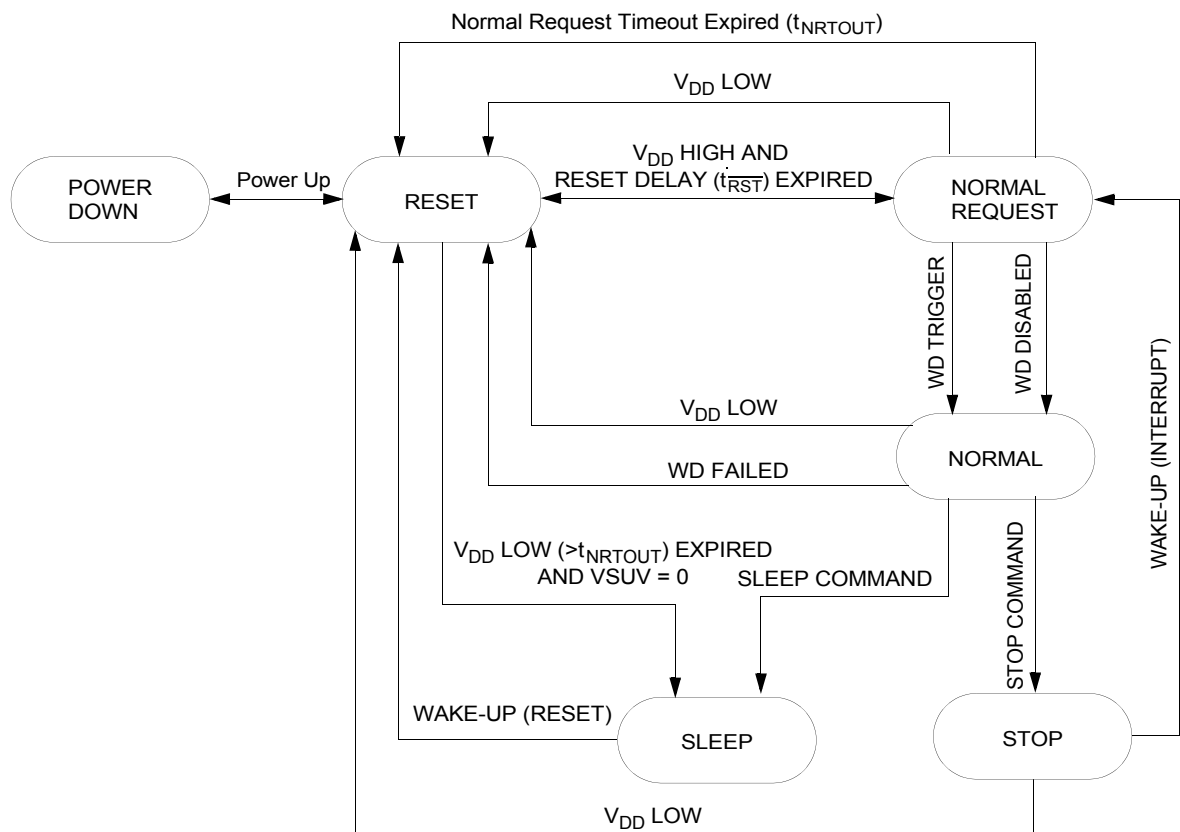 Normal Request Timeout Expired (tNRTOUT)
VDD LOW
VDD HIGH AND
RESET DELAY (tRST) EXPIRED
POWER
DOWN
Power Up
RESET
NORMAL
REQUEST
WD TRIGGER
WD DISABLED
WAKE-UP (INTERRUPT)
VDD LOW
NORMAL
WD FAILED
VDD LOW (>tNRTOUT) EXPIRED
AND VSUV = 0
SLEEP COMMAND
STOP COMMAND
WAKE-UP (RESET)
SLEEP
STOP
VDD LOW